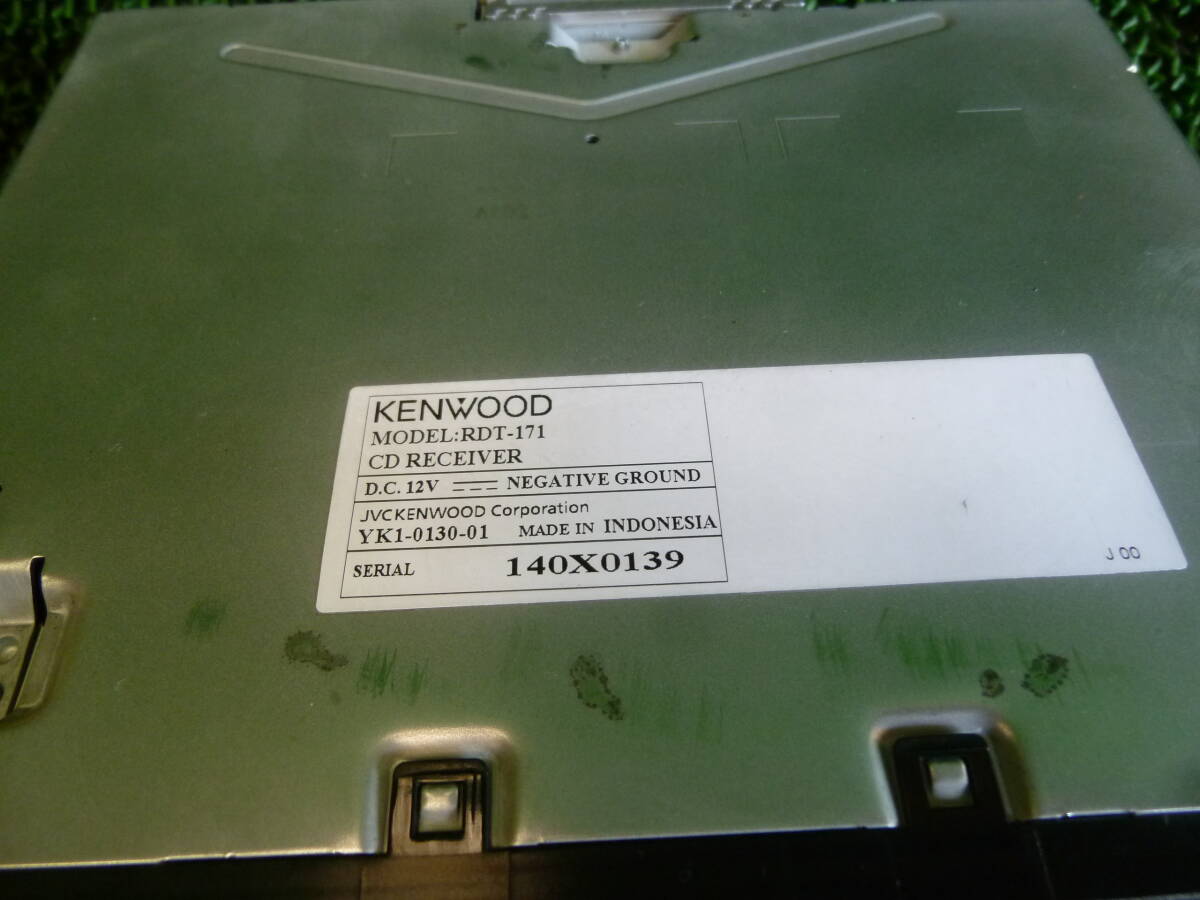 KENWOOD
MODEL:RDT-171
CD RECEIVER
D.C. 12V NEGATIVE GROUND
JVCKENWOOD Corporation
YK1-0130-01 MADE IN INDONESIA
SERIAL 140X0139
J 00